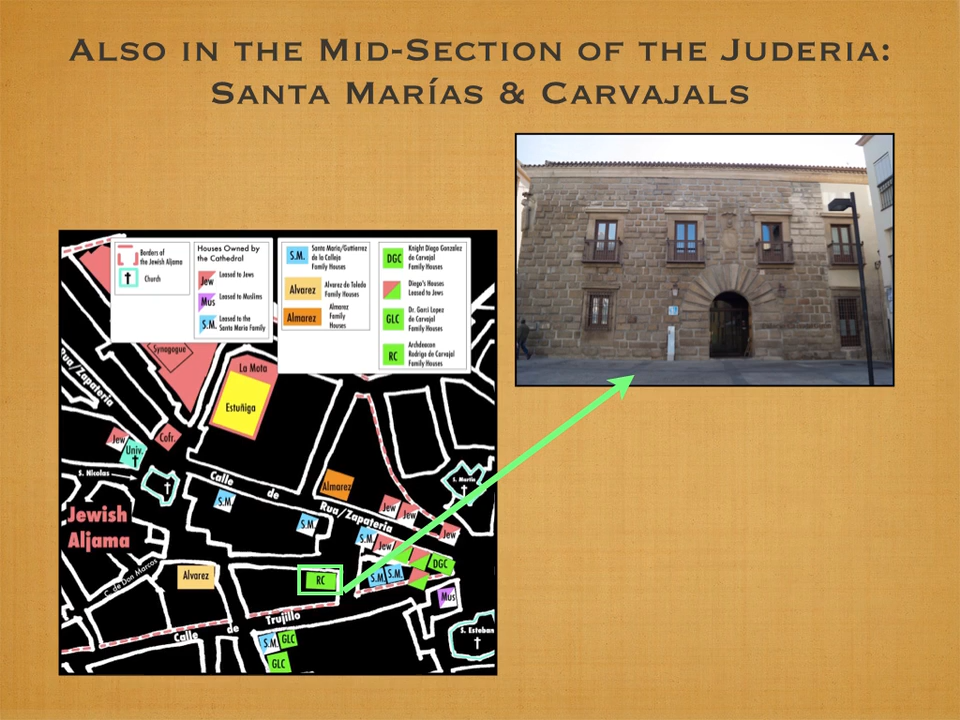 Also in the Mid-Section of the Juderia:
Santa Marías & Carvajals
Borders of
the Jewish Aljama
Church
Houses Owned by
the Cathedral
Jew
Leased to Jews
Mus
Leased to Muslims
S.M.
Leased to the
Santa Maria Family
S.M.
Santa Maria/Guttierrez
de la Calleja
Family Houses
Alvarez
Alvarez de Toledo
Family Houses
Almarez
Almarez
Family
Houses
DGC
Knight Diego Gonzalez
de Carvajal
Family Houses
Diego's Houses
Leased to Jews
GLC
Dr. Garci Lopez
de Carvajal
Family Houses
RC
Archdeacon
Rodrigo de Carvajal
Family Houses
Synagogue
La Mota
Estuñiga
Rua/Zapateria
Jew
Univ.
Cofr.
S. Nicolas
Calle de
Rua/Zapateria
S.M.
S.M.
Almarez
Jew
Jew
Jew
S. Martin
Jewish
Aljama
S.M.
Jew
DGC
C. de Don Marcos
Alvarez
RC
S.M.
S.M.
Mus
Calle de Trujillo
S.M.
GLC
GLC
S. Esteban